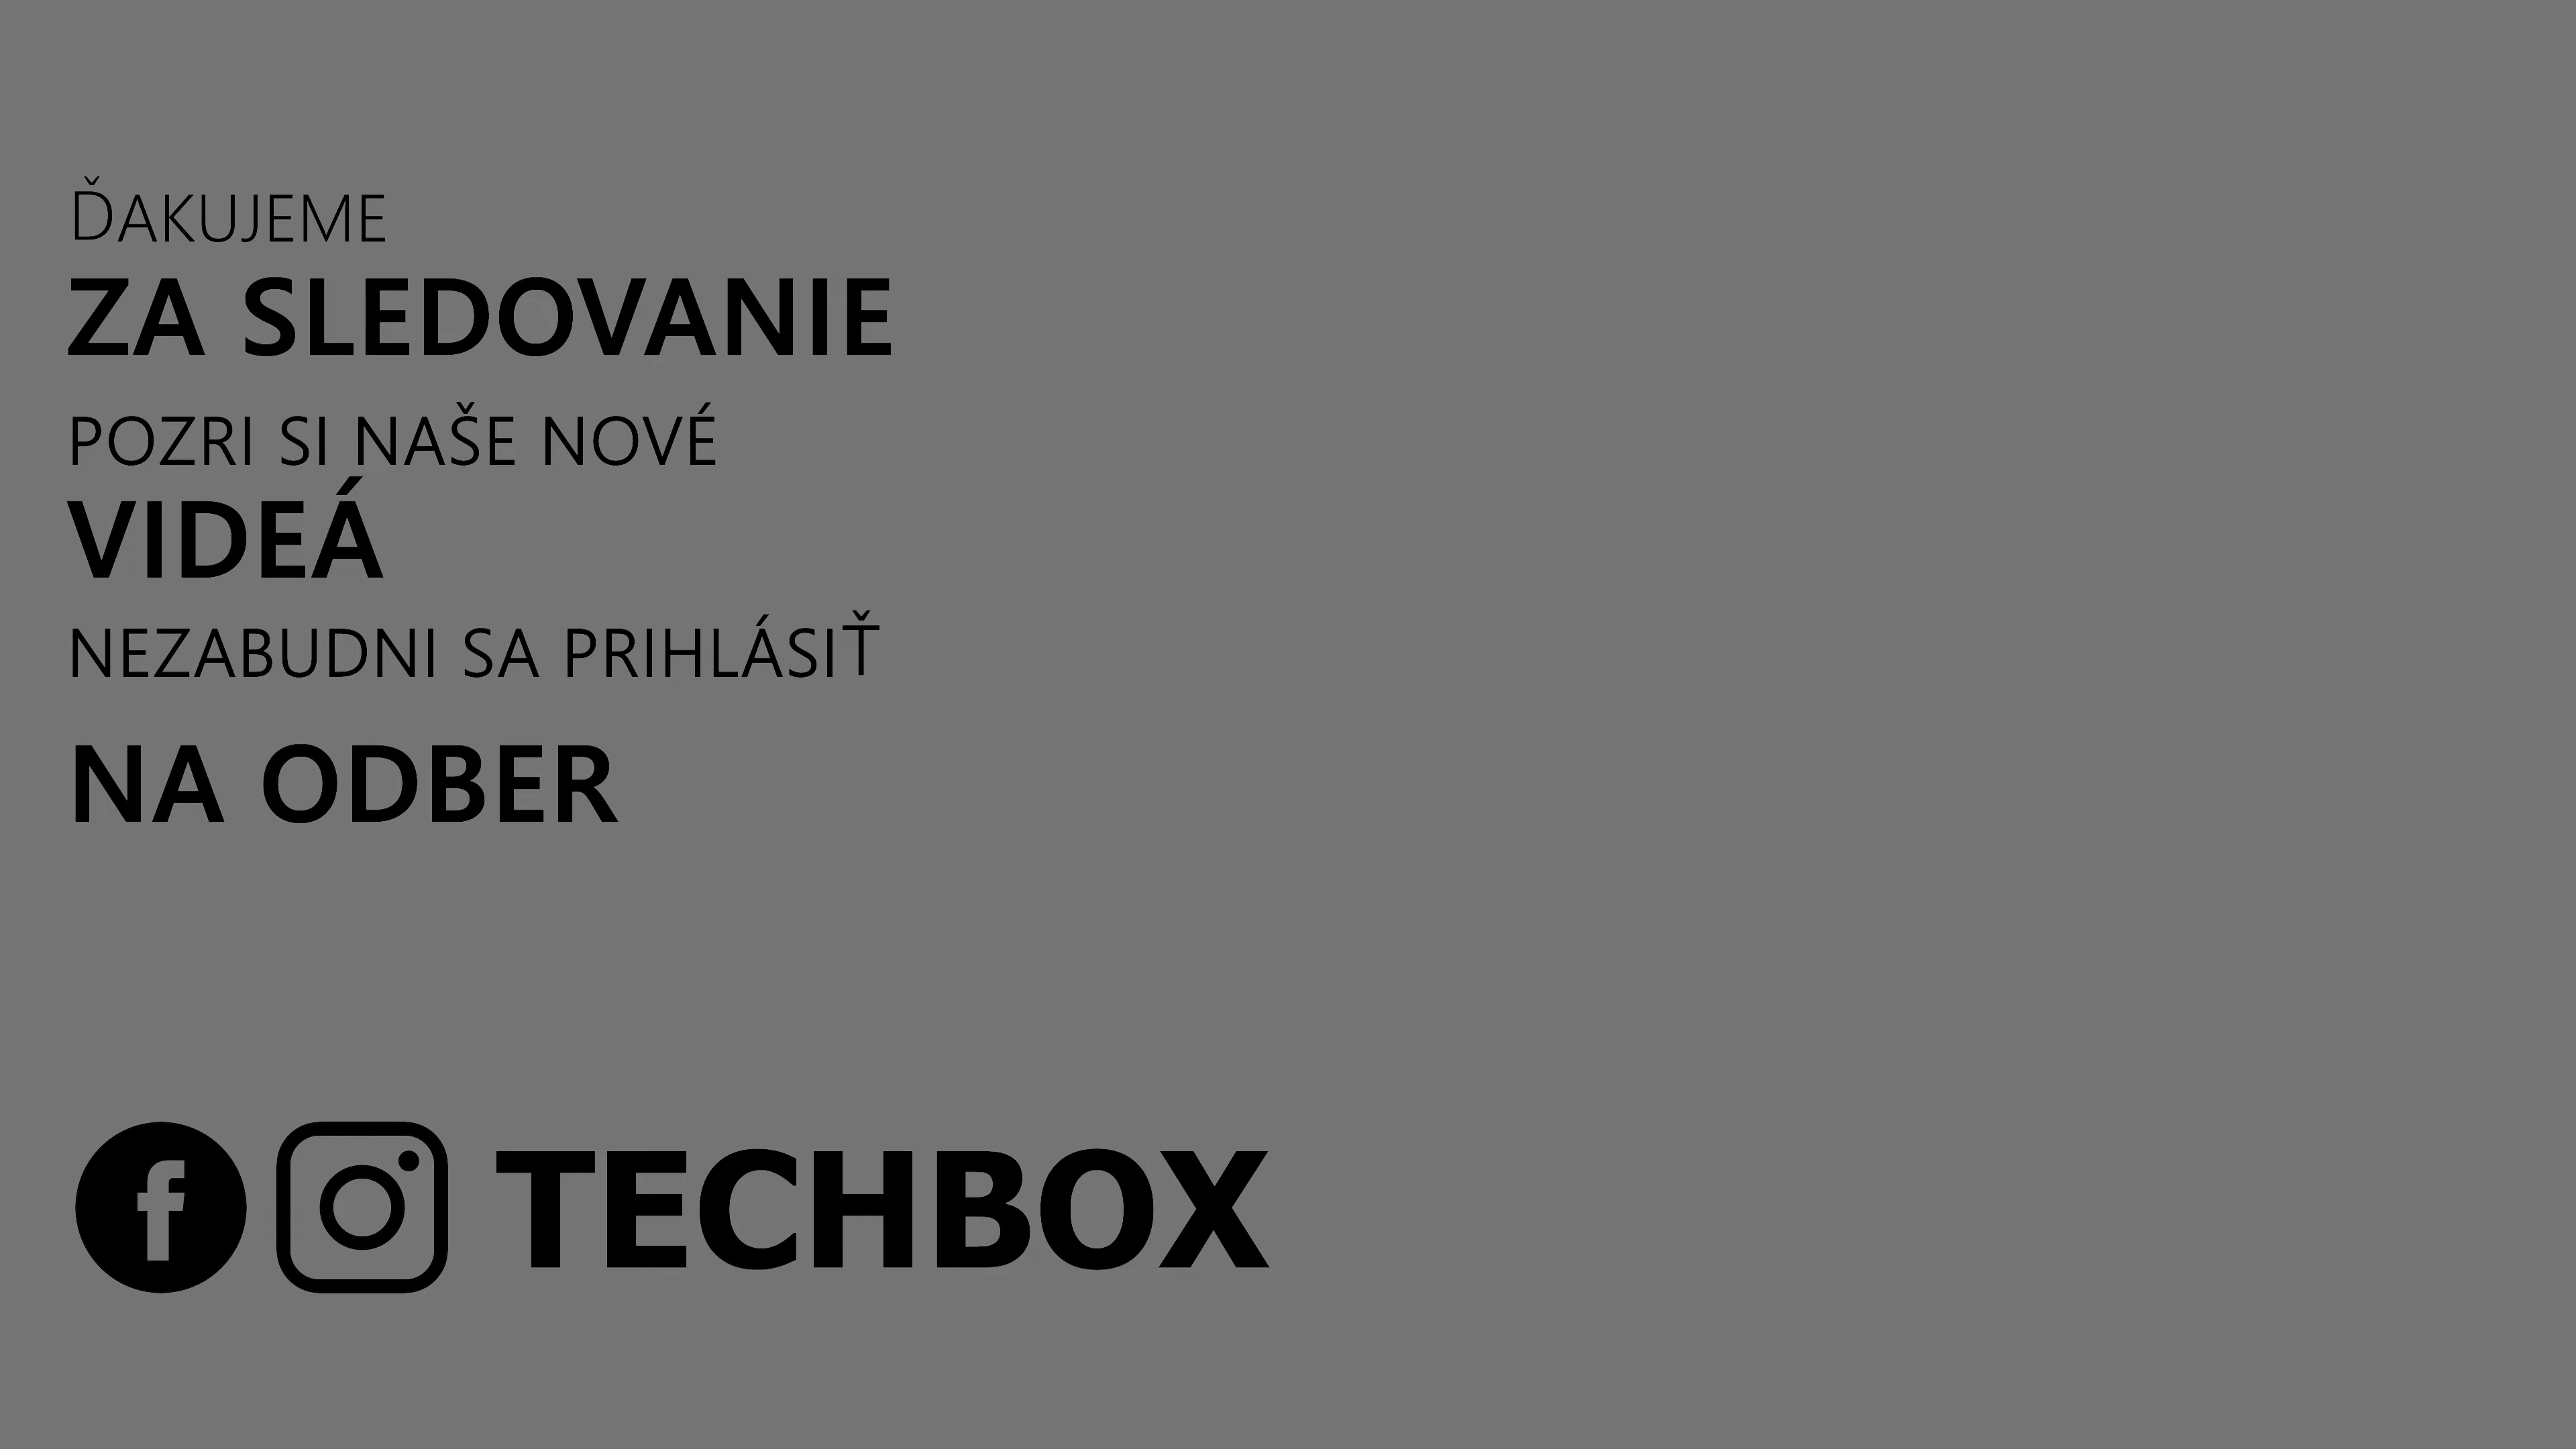 ĎAKUJEME
ZA SLEDOVANIE
POZRI SI NAŠE NOVÉ
VIDEÁ
NEZABUDNI SA PRIHLÁSIŤ
NA ODBER
TECHBOX